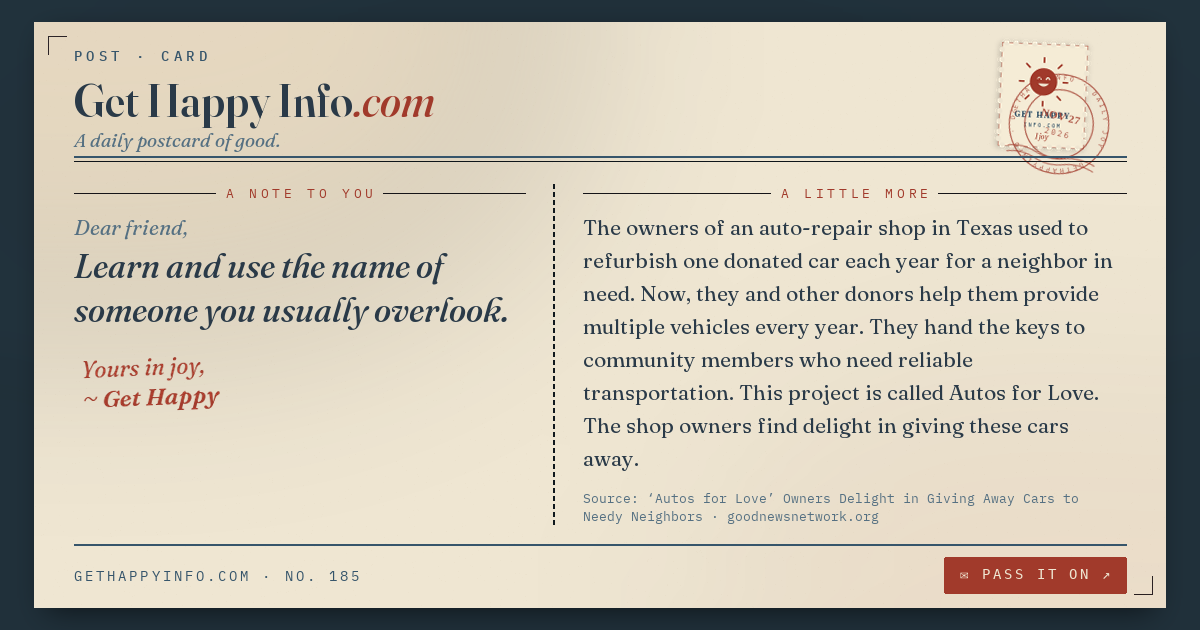 POST · CARD
Get Happy Info.com
A daily postcard of good.
GET HAPPY
INFO.COM
1joy
2026
A NOTE TO YOU
Dear friend,
Learn and use the name of
someone you usually overlook.
Yours in joy,
~ Get Happy
A LITTLE MORE
The owners of an auto-repair shop in Texas used to
refurbish one donated car each year for a neighbor in
need. Now, they and other donors help them provide
multiple vehicles every year. They hand the keys to
community members who need reliable
transportation. This project is called Autos for Love.
The shop owners find delight in giving these cars
away.
Source: ‘Autos for Love’ Owners Delight in Giving Away Cars to
Needy Neighbors · goodnewsnetwork.org
GETHAPPYINFO.COM · NO. 185
✉ PASS IT ON ↗